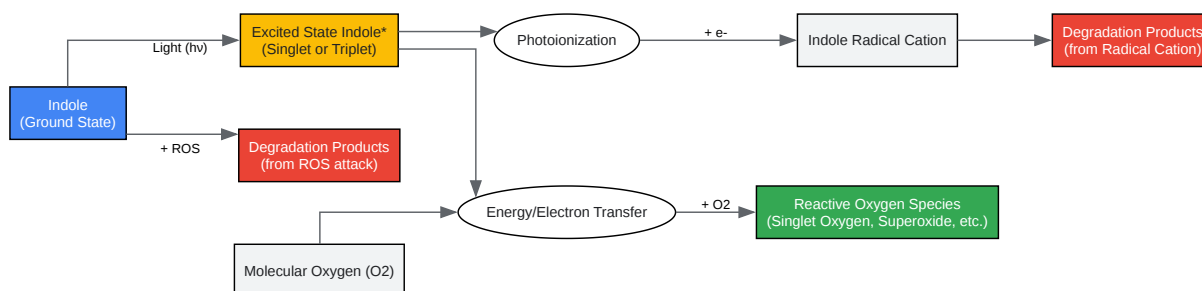 Excited State Indole*
(Singlet or Triplet)
Photoionization
+ e-
Indole Radical Cation
Degradation Products
(from Radical Cation)
Light (hν)
Indole
(Ground State)
+ ROS
Degradation Products
(from ROS attack)
Energy/Electron Transfer
+ O2
Reactive Oxygen Species
(Singlet Oxygen, Superoxide, etc.)
Molecular Oxygen (O2)